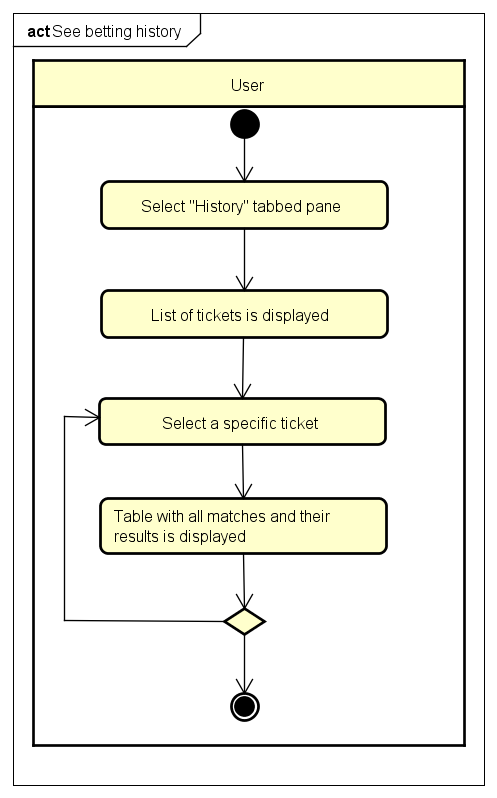 act See betting history
User
Select "History" tabbed pane
List of tickets is displayed
Select a specific ticket
Table with all matches and their
results is displayed